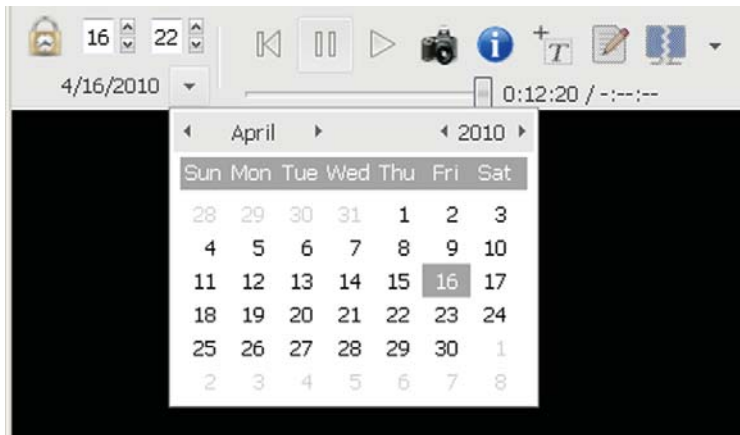 16 22
T
4/16/2010
0:12:20 / -:--:--
April 2010
Sun Mon Tue Wed Thu Fri Sat
28 29 30 31 1 2 3
4 5 6 7 8 9 10
11 12 13 14 15 16 17
18 19 20 21 22 23 24
25 26 27 28 29 30 1
2 3 4 5 6 7 8